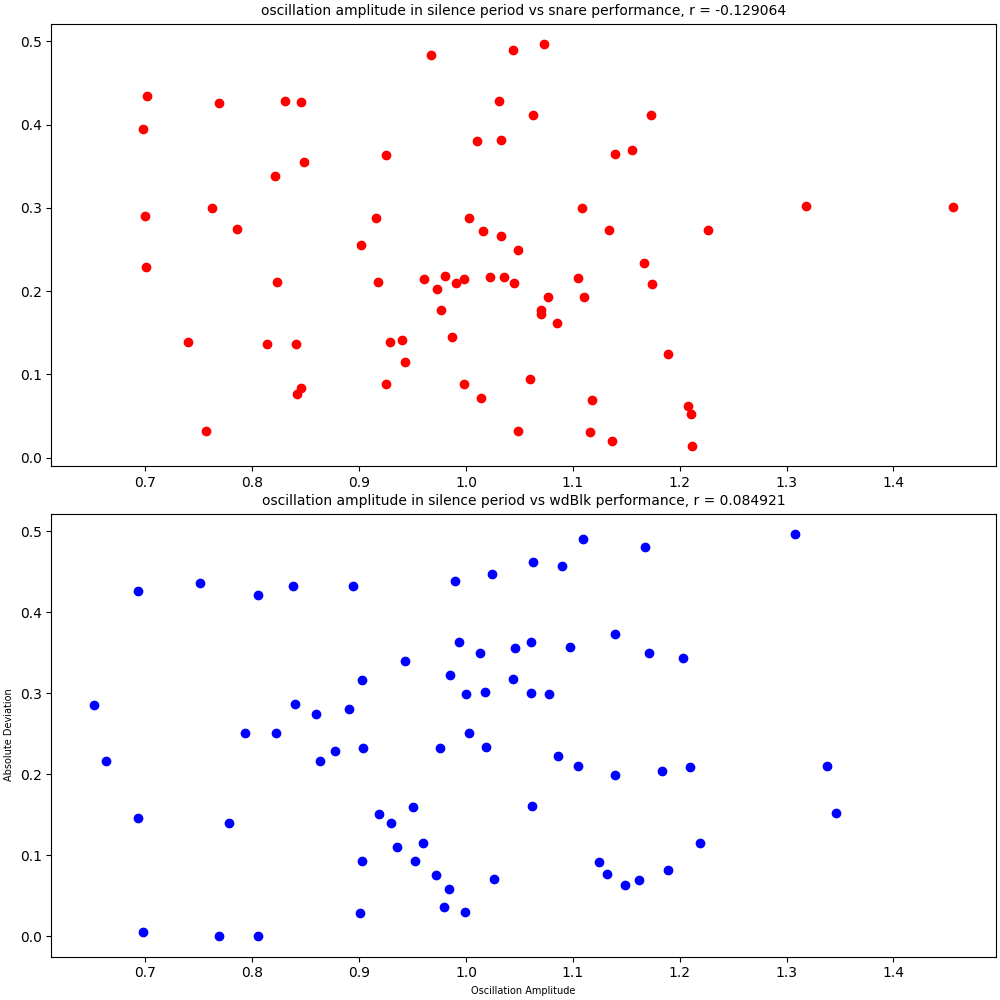 oscillation amplitude in silence period vs snare performance, r = -0.129064
0.5
0.4
0.3
0.2
0.1
0.0
0.7 0.8 0.9 1.0 1.1 1.2 1.3 1.4
oscillation amplitude in silence period vs wdBlk performance, r = 0.084921
Absolute Deviation
0.5
0.4
0.3
0.2
0.1
0.0
0.7 0.8 0.9 1.0 1.1 1.2 1.3 1.4
Oscillation Amplitude